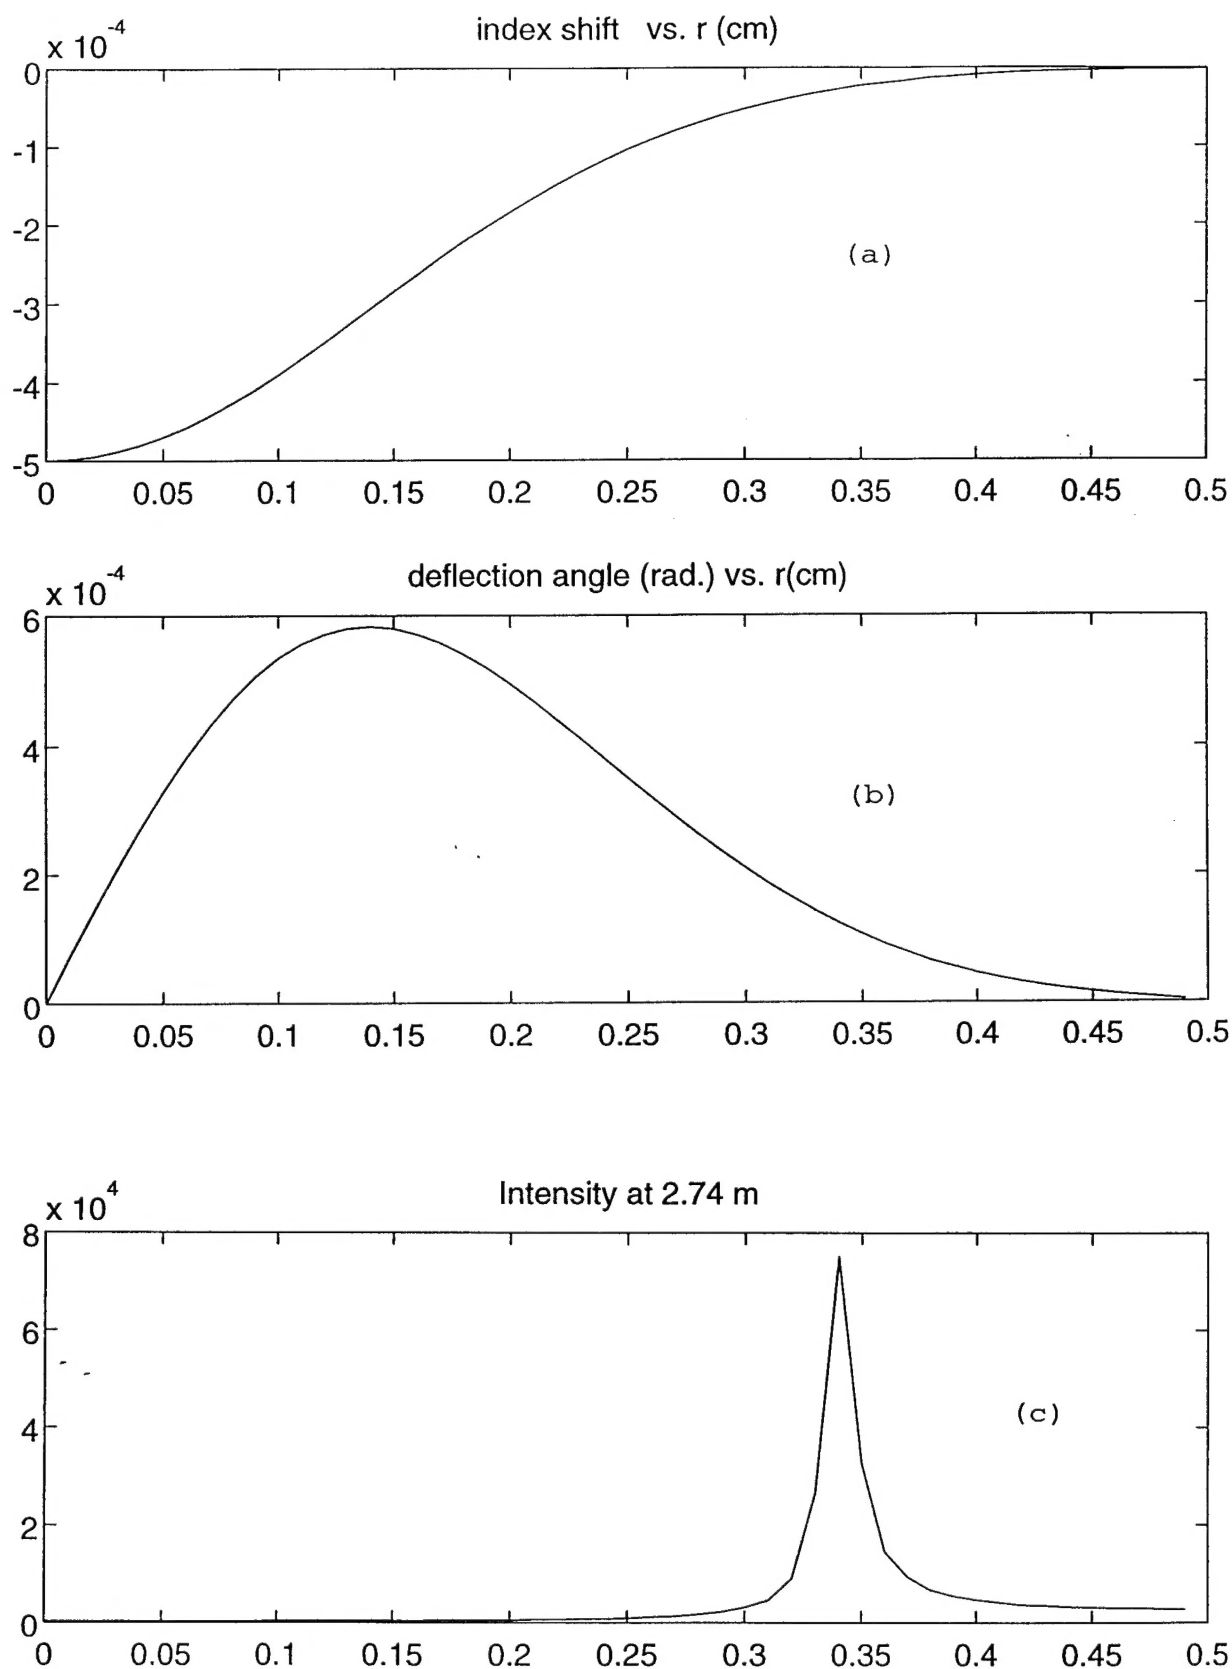 index shift vs. r (cm)
x 10^-4
0
-1
-2
(a)
-3
-4
-5
0 0.05 0.1 0.15 0.2 0.25 0.3 0.35 0.4 0.45 0.5
deflection angle (rad.) vs. r(cm)
x 10^-4
6
4
(b)
2
0
0 0.05 0.1 0.15 0.2 0.25 0.3 0.35 0.4 0.45 0.5
Intensity at 2.74 m
x 10^4
8
6
(c)
4
2
0
0 0.05 0.1 0.15 0.2 0.25 0.3 0.35 0.4 0.45 0.5